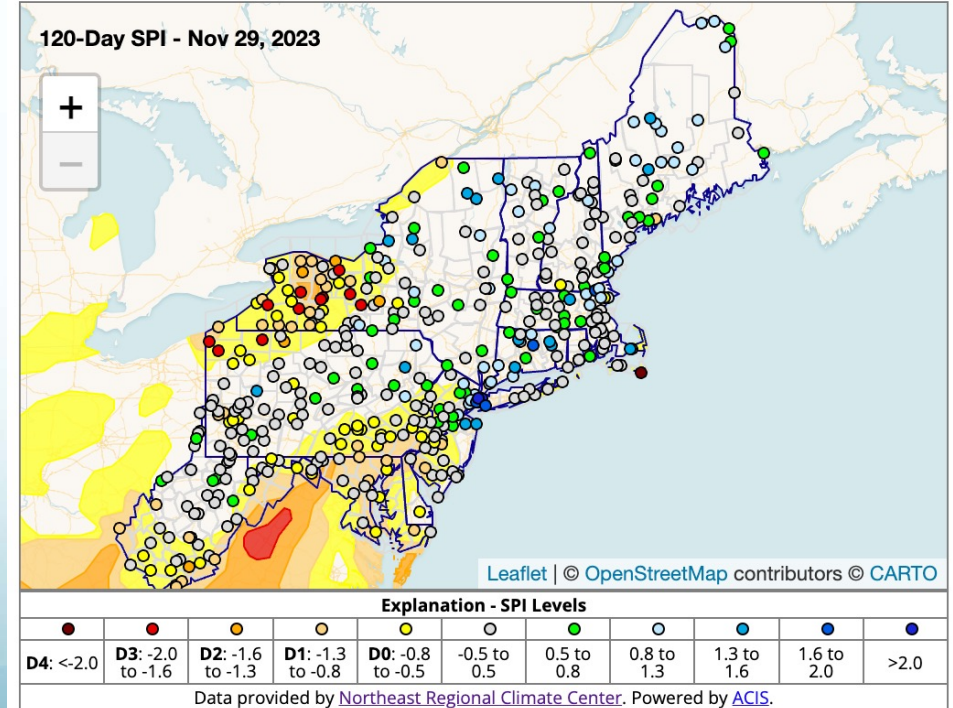 120-Day SPI - Nov 29, 2023
+
−
Leaflet | © OpenStreetMap contributors © CARTO
Explanation - SPI Levels
D4: <-2.0
D3: -2.0 to -1.6
D2: -1.6 to -1.3
D1: -1.3 to -0.8
D0: -0.8 to -0.5
-0.5 to 0.5
0.5 to 0.8
0.8 to 1.3
1.3 to 1.6
1.6 to 2.0
>2.0
Data provided by Northeast Regional Climate Center. Powered by ACIS.